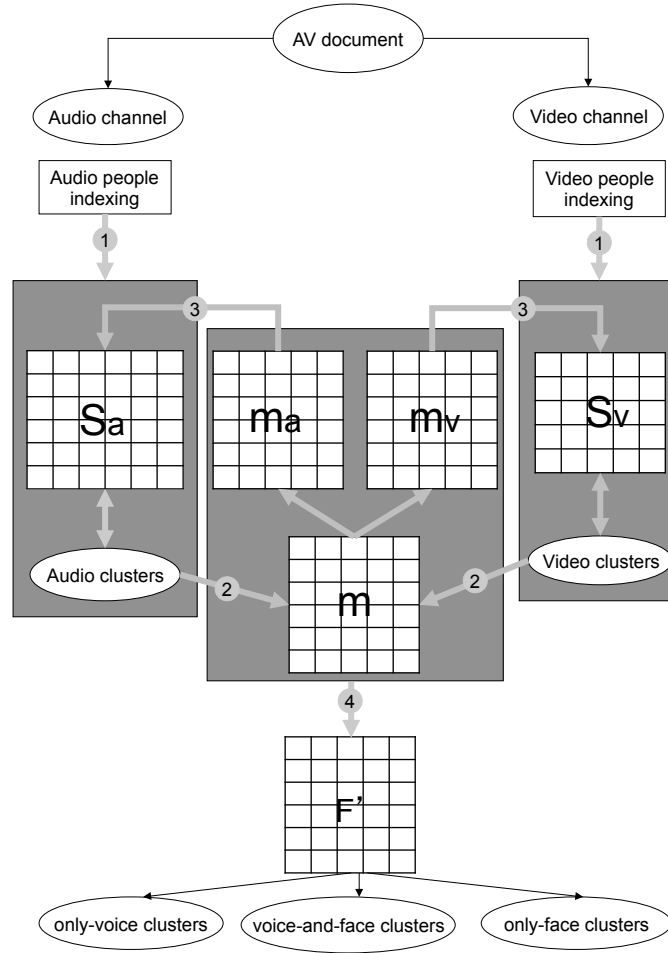 AV document
Audio channel
Video channel
Audio people
indexing
Video people
indexing
1
1
3
3
Sa
ma
mv
Sv
Audio clusters
Video clusters
2
2
m
4
F'
only-voice clusters
voice-and-face clusters
only-face clusters